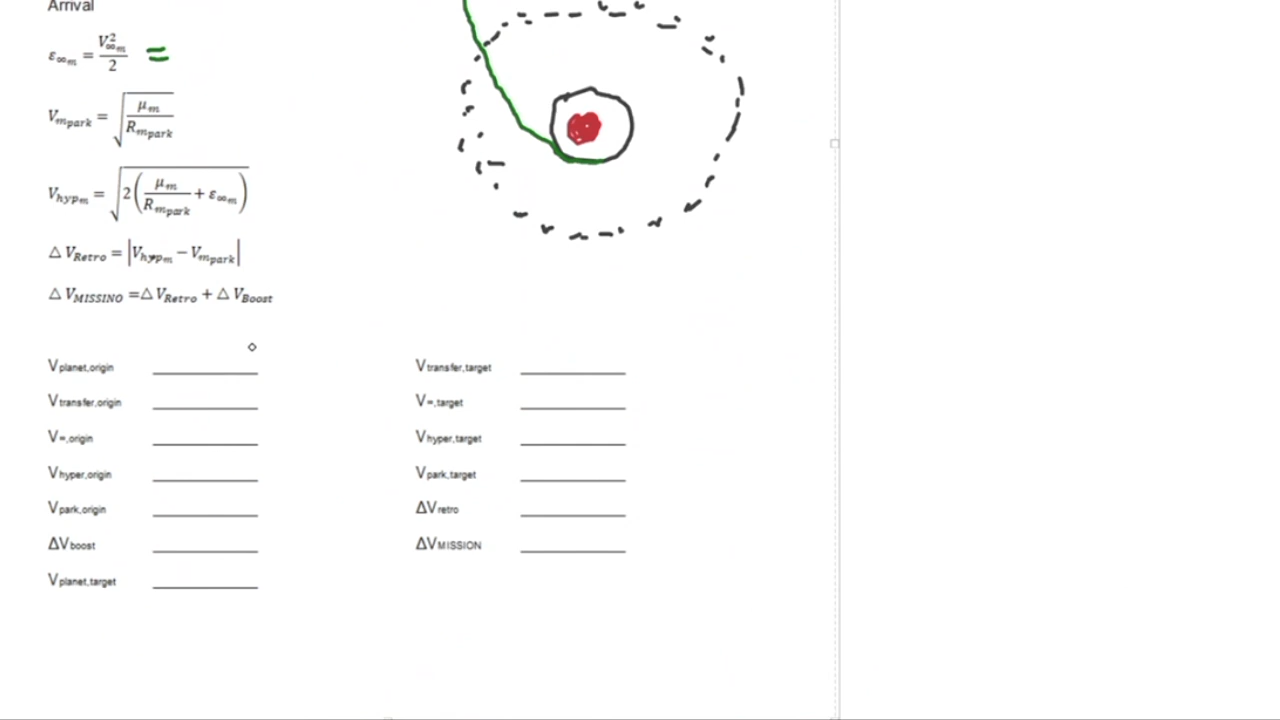 Arrival
ε∞m = V²∞m / 2 =
Vmpark = √(μm / Rmpark)
Vhypm = √(2(μm / Rmpark + ε∞m))
△ VRetro = |Vhypm − Vmpark|
△ VMISSINO =△ VRetro + △ VBoost
Vplanet,origin
Vtransfer,origin
V∞,origin
Vhyper,origin
Vpark,origin
ΔVboost
Vplanet,target
Vtransfer,target
V∞,target
Vhyper,target
Vpark,target
ΔVretro
ΔVMISSION